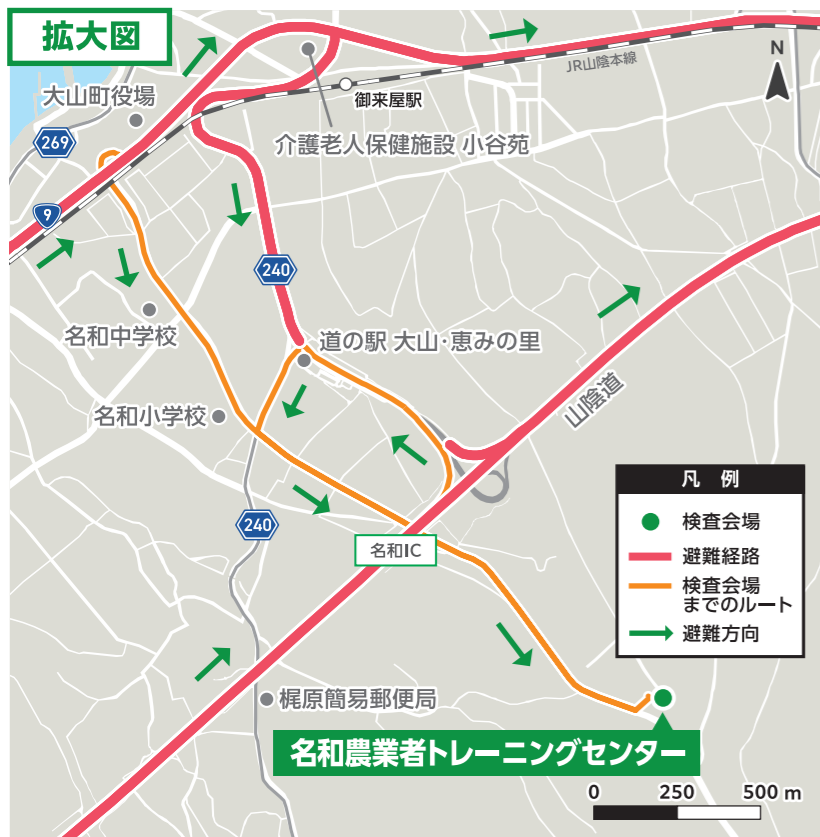 拡大図
N
JR山陰本線
大山町役場
御来屋駅
269
介護老人保健施設 小谷苑
9
240
名和中学校
道の駅 大山・恵みの里
名和小学校
山陰道
240
名和IC
凡 例
検査会場
避難経路
検査会場
までのルート
避難方向
梶原簡易郵便局
名和農業者トレーニングセンター
0 250 500 m